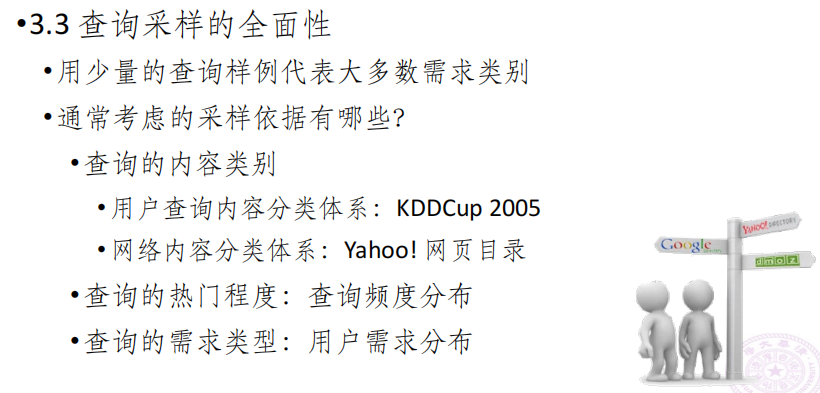 •3.3 查询采样的全面性
•用少量的查询样例代表大多数需求类别
•通常考虑的采样依据有哪些?
•查询的内容类别
•用户查询内容分类体系：KDDCup 2005
•网络内容分类体系：Yahoo! 网页目录
•查询的热门程度：查询频度分布
•查询的需求类型：用户需求分布
YAHOO! DIRECTORY
Google
dmoz